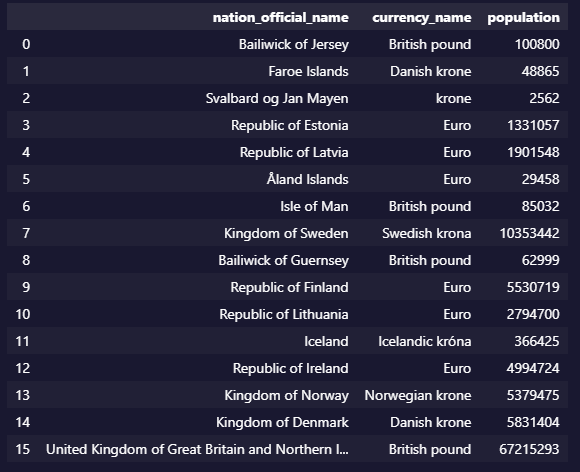 nation_official_name currency_name population
0 Bailiwick of Jersey British pound 100800
1 Faroe Islands Danish krone 48865
2 Svalbard og Jan Mayen krone 2562
3 Republic of Estonia Euro 1331057
4 Republic of Latvia Euro 1901548
5 Åland Islands Euro 29458
6 Isle of Man British pound 85032
7 Kingdom of Sweden Swedish krona 10353442
8 Bailiwick of Guernsey British pound 62999
9 Republic of Finland Euro 5530719
10 Republic of Lithuania Euro 2794700
11 Iceland Icelandic króna 366425
12 Republic of Ireland Euro 4994724
13 Kingdom of Norway Norwegian krone 5379475
14 Kingdom of Denmark Danish krone 5831404
15 United Kingdom of Great Britain and Northern I... British pound 67215293